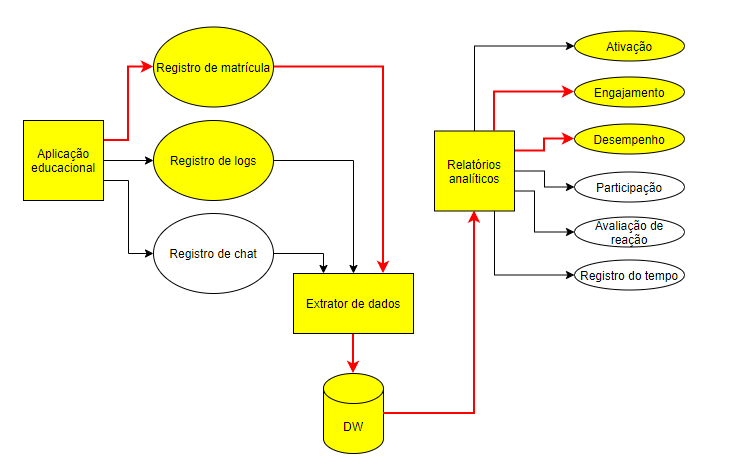 Registro de matrícula
Aplicação
educacional
Registro de logs
Registro de chat
Extrator de dados
DW
Relatórios
analíticos
Ativação
Engajamento
Desempenho
Participação
Avaliação de
reação
Registro do tempo